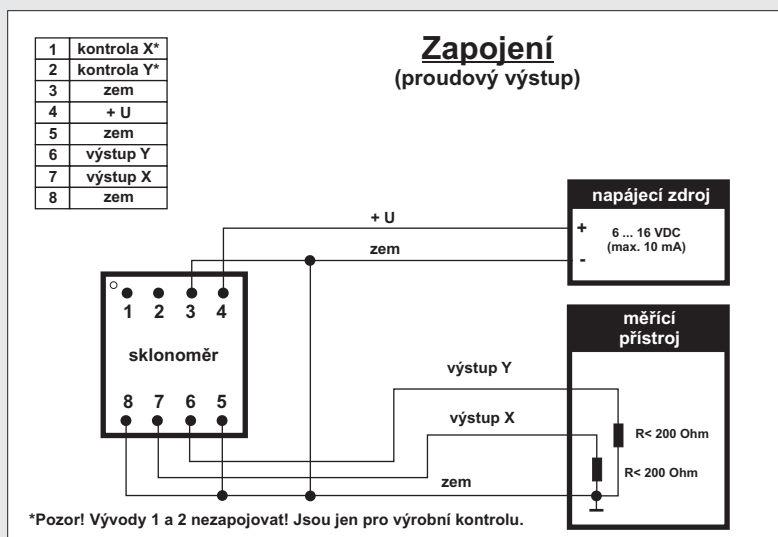 Zapojení
(proudový výstup)
1 kontrola X*
2 kontrola Y*
3 zem
4 + U
5 zem
6 výstup Y
7 výstup X
8 zem
napájecí zdroj
+ U
+ 6 ... 16 VDC
(max. 10 mA)
zem
-
1 2 3 4
sklonoměr
8 7 6 5
měřící
přístroj
výstup Y
výstup X
R< 200 Ohm
R< 200 Ohm
zem
*Pozor! Vývody 1 a 2 nezapojovat! Jsou jen pro výrobní kontrolu.